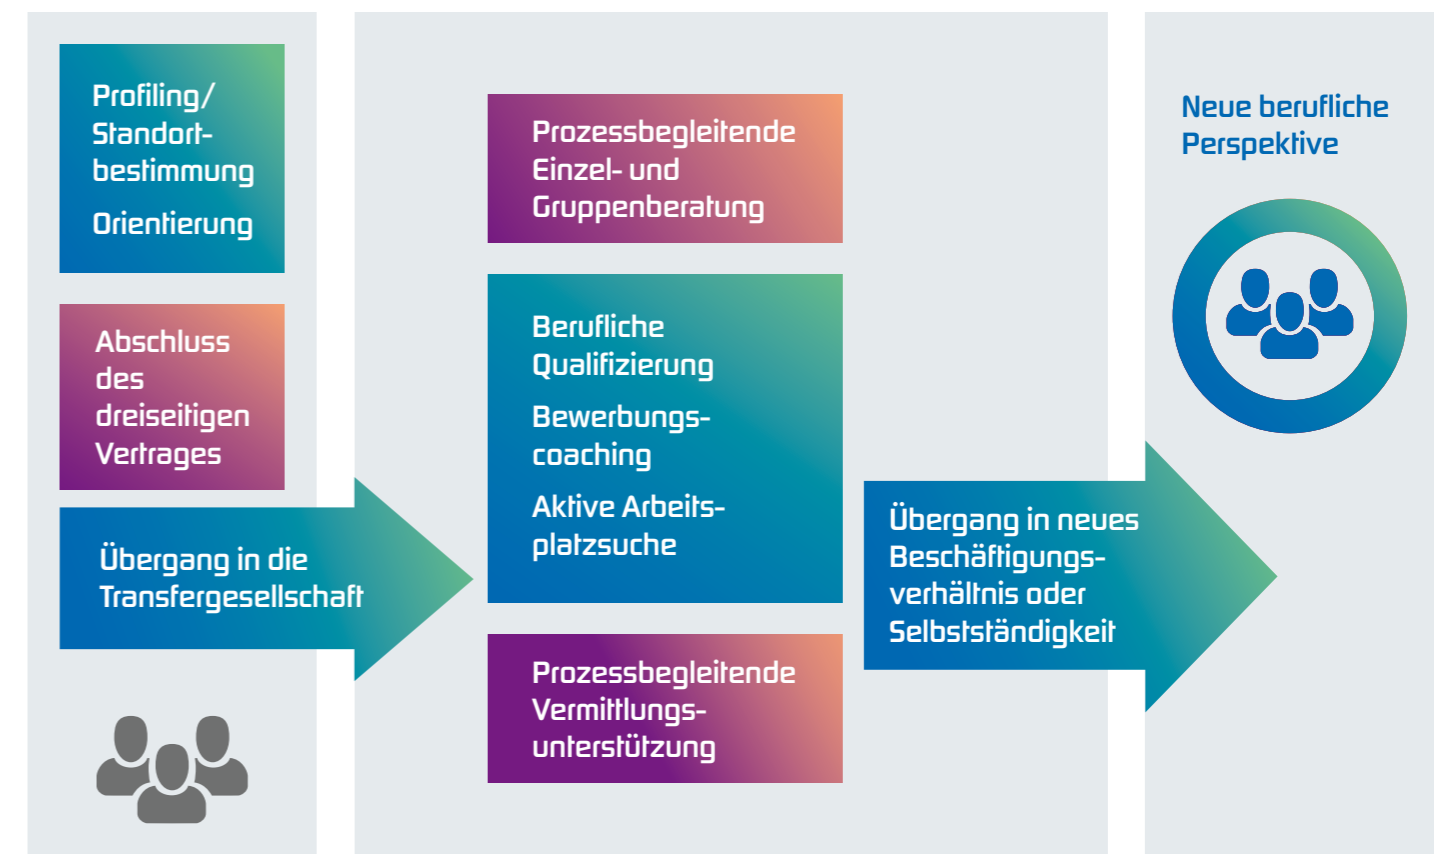 Profiling/
Standort-
bestimmung
Orientierung
Abschluss
des
dreiseitigen
Vertrages
Übergang in die
Transfergesellschaft
Prozessbegleitende
Einzel- und
Gruppenberatung
Berufliche
Qualifizierung
Bewerbungs-
coaching
Aktive Arbeits-
platzsuche
Prozessbegleitende
Vermittlungs-
unterstützung
Übergang in neues
Beschäftigungs-
verhältnis oder
Selbstständigkeit
Neue berufliche
Perspektive